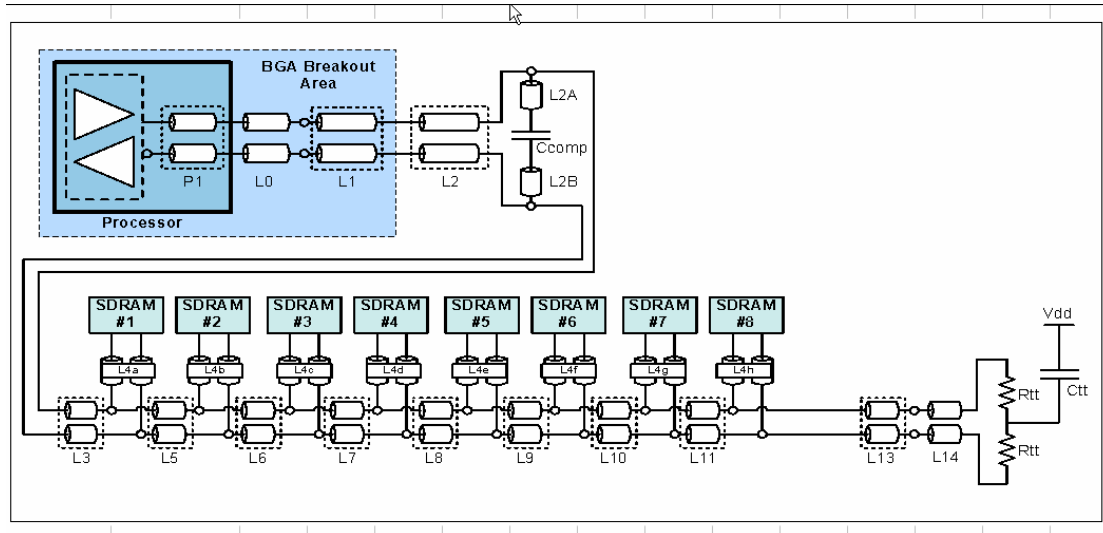 BGA Breakout
Area
L2A
Ccomp
L2B
P1
L0
L1
L2
Processor
SDRAM
#1
SDRAM
#2
SDRAM
#3
SDRAM
#4
SDRAM
#5
SDRAM
#6
SDRAM
#7
SDRAM
#8
Vdd
L4a
L4b
L4c
L4d
L4e
L4f
L4g
L4h
Rtt
Ctt
Rtt
L3
L5
L6
L7
L8
L9
L10
L11
L13
L14